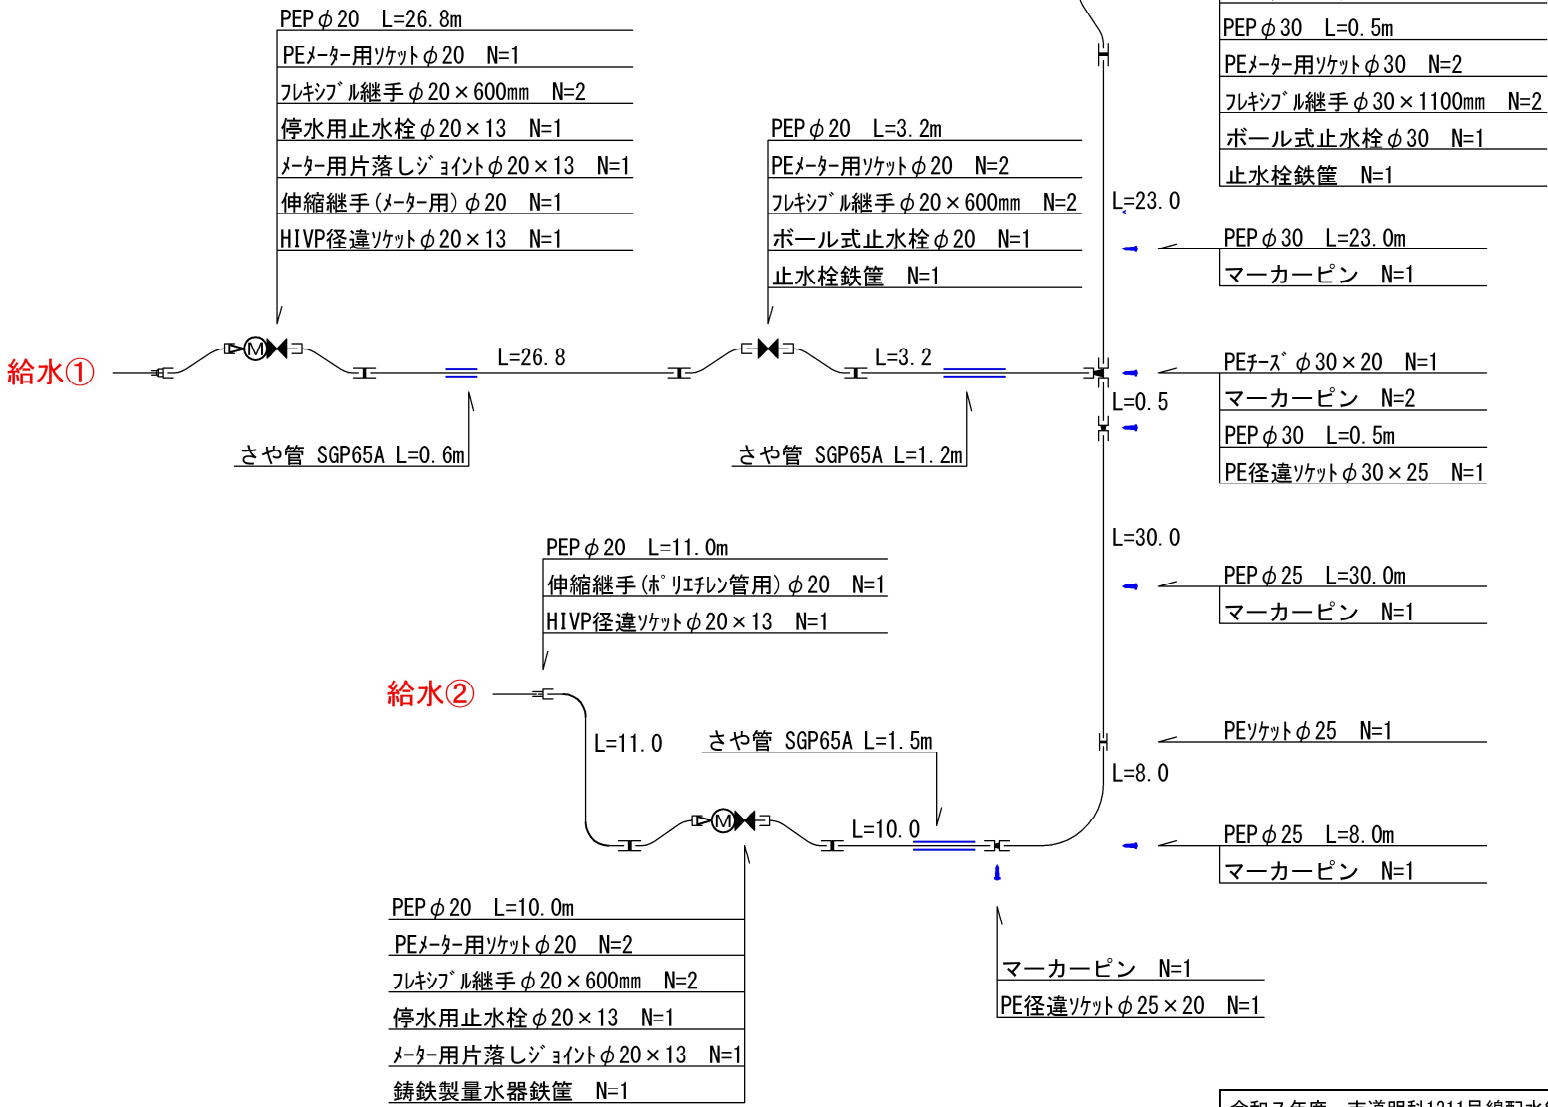 PEPφ20 L=26.8m
PEメーター用ソケットφ20 N=1
フレキシブル継手φ20×600mm N=2
停水用止水栓φ20×13 N=1
メーター用片落しジョイントφ20×13 N=1
伸縮継手(メーター用)φ20 N=1
HIVP径違ソケットφ20×13 N=1
PEPφ20 L=3.2m
PEメーター用ソケットφ20 N=2
フレキシブル継手φ20×600mm N=2
ボール式止水栓φ20 N=1
止水栓鉄筺 N=1
PEPφ30 L=0.5m
PEメーター用ソケットφ30 N=2
フレキシブル継手φ30×1100mm N=2
ボール式止水栓φ30 N=1
止水栓鉄筺 N=1
L=23.0
PEPφ30 L=23.0m
マーカーピン N=1
給水①
M
L=26.8
L=3.2
さや管 SGP65A L=0.6m
さや管 SGP65A L=1.2m
L=0.5
PEチーズφ30×20 N=1
マーカーピン N=2
PEPφ30 L=0.5m
PE径違ソケットφ30×25 N=1
L=30.0
PEPφ25 L=30.0m
マーカーピン N=1
PEPφ20 L=11.0m
伸縮継手(ポリエチレン管用)φ20 N=1
HIVP径違ソケットφ20×13 N=1
給水②
L=11.0
さや管 SGP65A L=1.5m
M
L=10.0
PEソケットφ25 N=1
L=8.0
PEPφ25 L=8.0m
マーカーピン N=1
PEPφ20 L=10.0m
PEメーター用ソケットφ20 N=2
フレキシブル継手φ20×600mm N=2
停水用止水栓φ20×13 N=1
メーター用片落しジョイントφ20×13 N=1
鋳鉄製量水器鉄筺 N=1
マーカーピン N=1
PE径違ソケットφ25×20 N=1